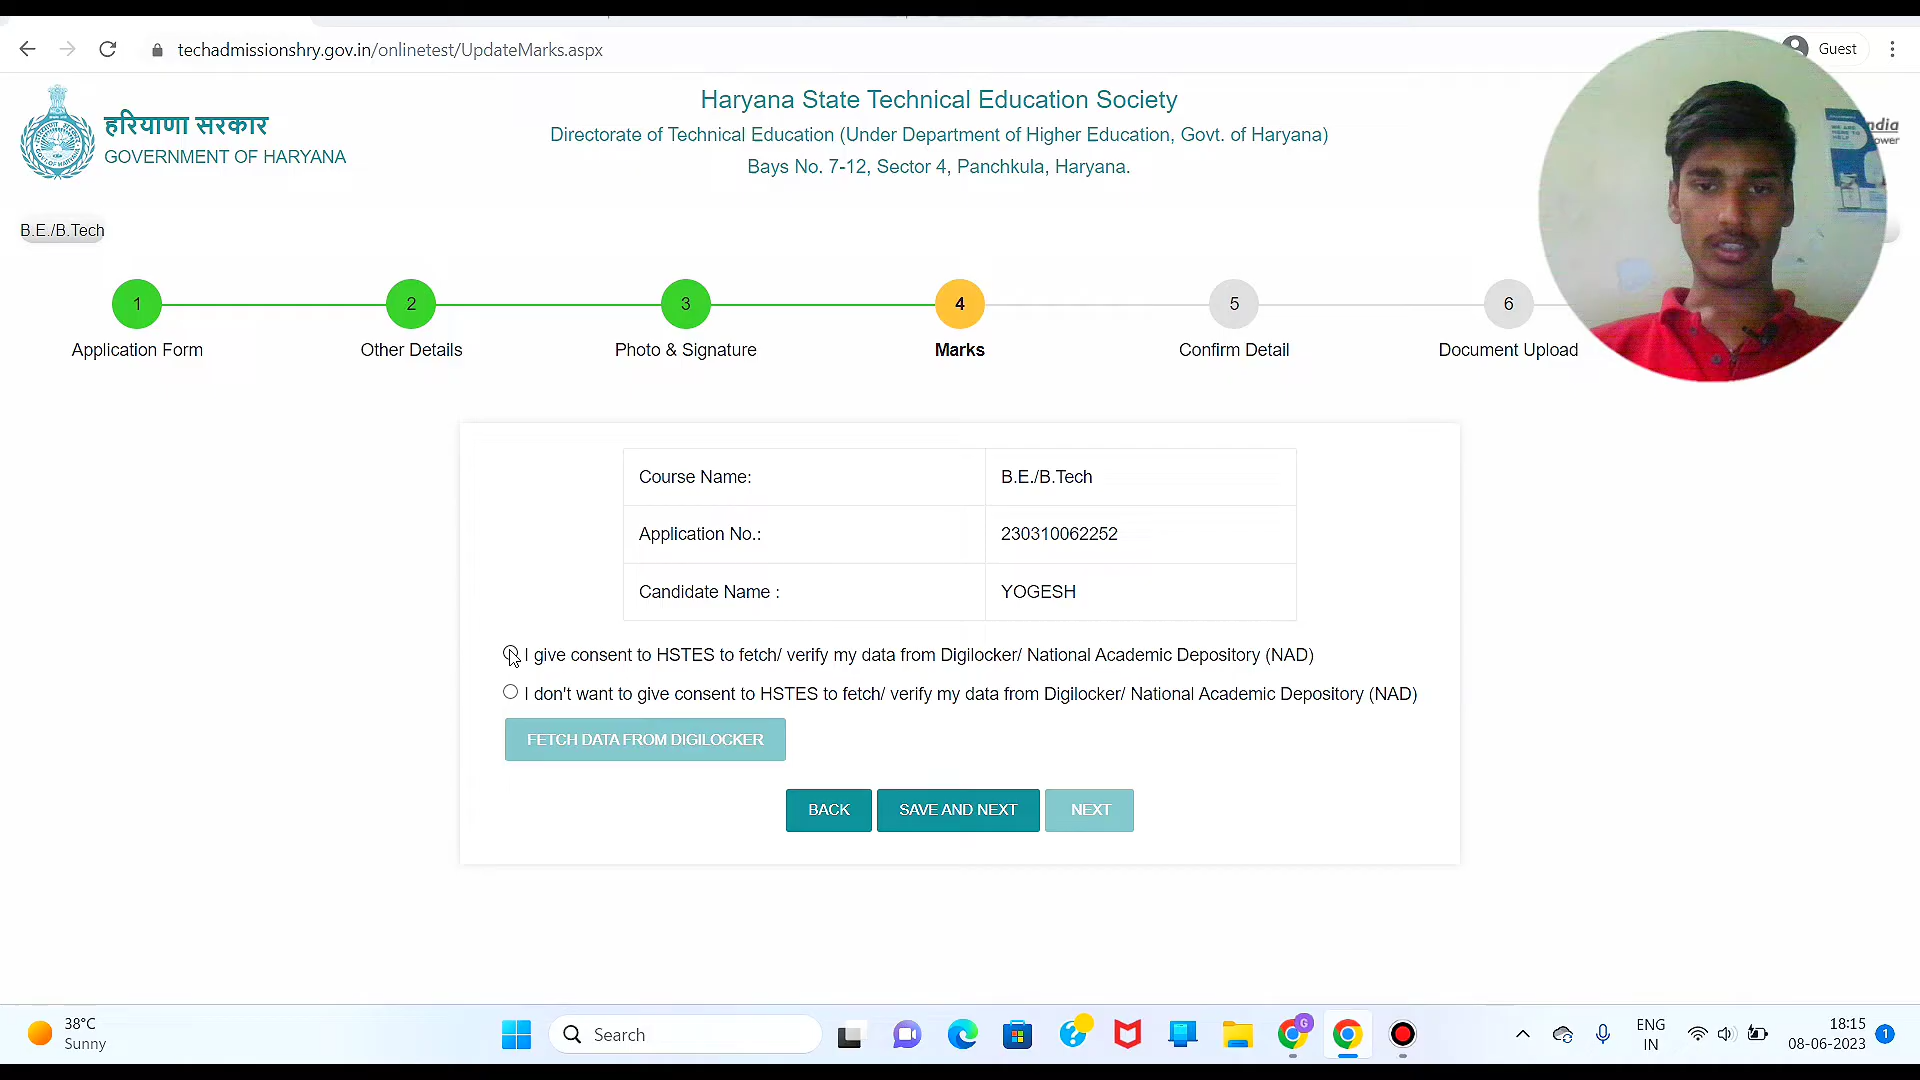 techadmissionshry.gov.in/onlinetest/UpdateMarks.aspx
Guest
हरियाणा सरकार
GOVERNMENT OF HARYANA
Haryana State Technical Education Society
Directorate of Technical Education (Under Department of Higher Education, Govt. of Haryana)
Bays No. 7-12, Sector 4, Panchkula, Haryana.
B.E./B.Tech
1 2 3 4 5 6
Application Form Other Details Photo & Signature Marks Confirm Detail Document Upload
Course Name: B.E./B.Tech
Application No.: 230310062252
Candidate Name : YOGESH
I give consent to HSTES to fetch/ verify my data from Digilocker/ National Academic Depository (NAD)
I don't want to give consent to HSTES to fetch/ verify my data from Digilocker/ National Academic Depository (NAD)
FETCH DATA FROM DIGILOCKER
BACK SAVE AND NEXT NEXT
38°C
Sunny
Search
G
ENG
IN
18:15
08-06-2023
1